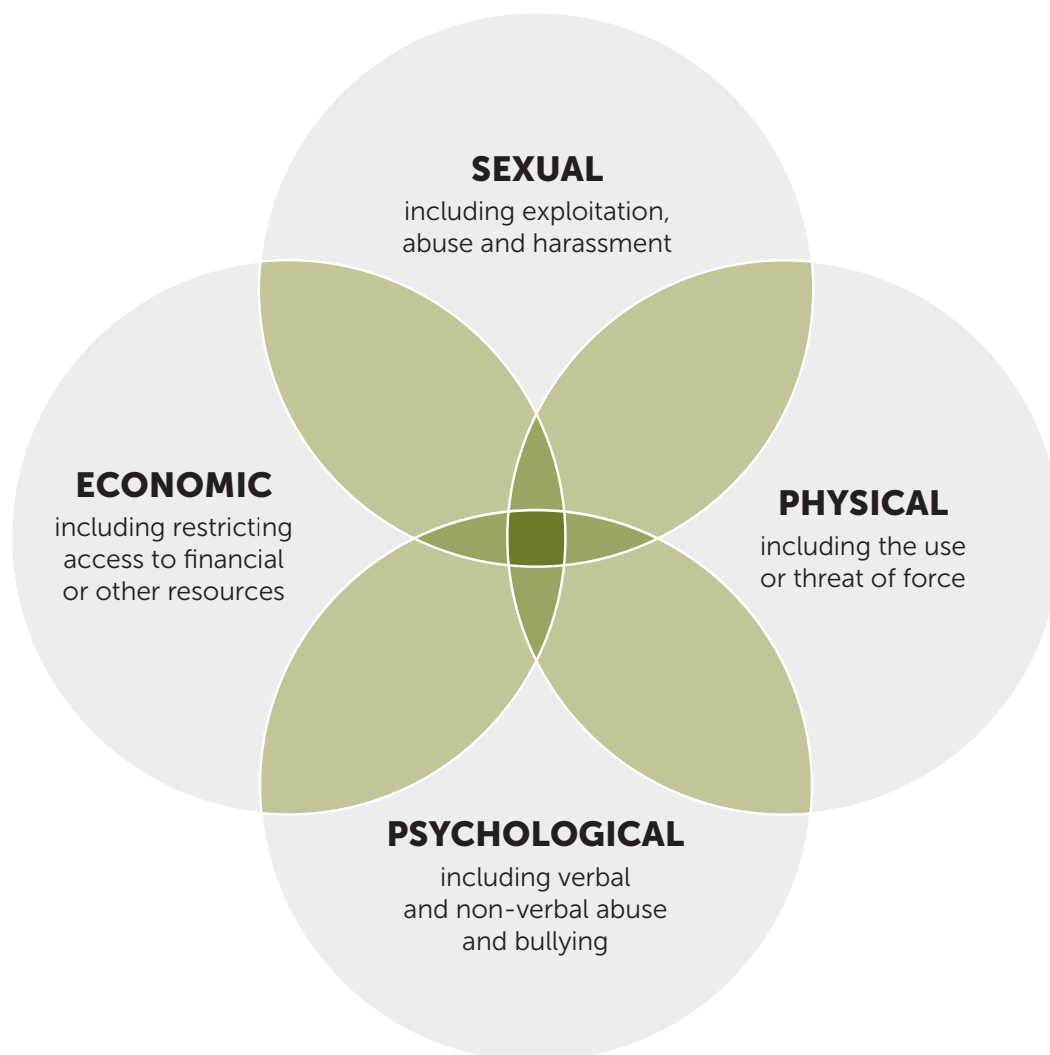 SEXUAL
including exploitation,
abuse and harassment
ECONOMIC
including restricting
access to financial
or other resources
PHYSICAL
including the use
or threat of force
PSYCHOLOGICAL
including verbal
and non-verbal abuse
and bullying